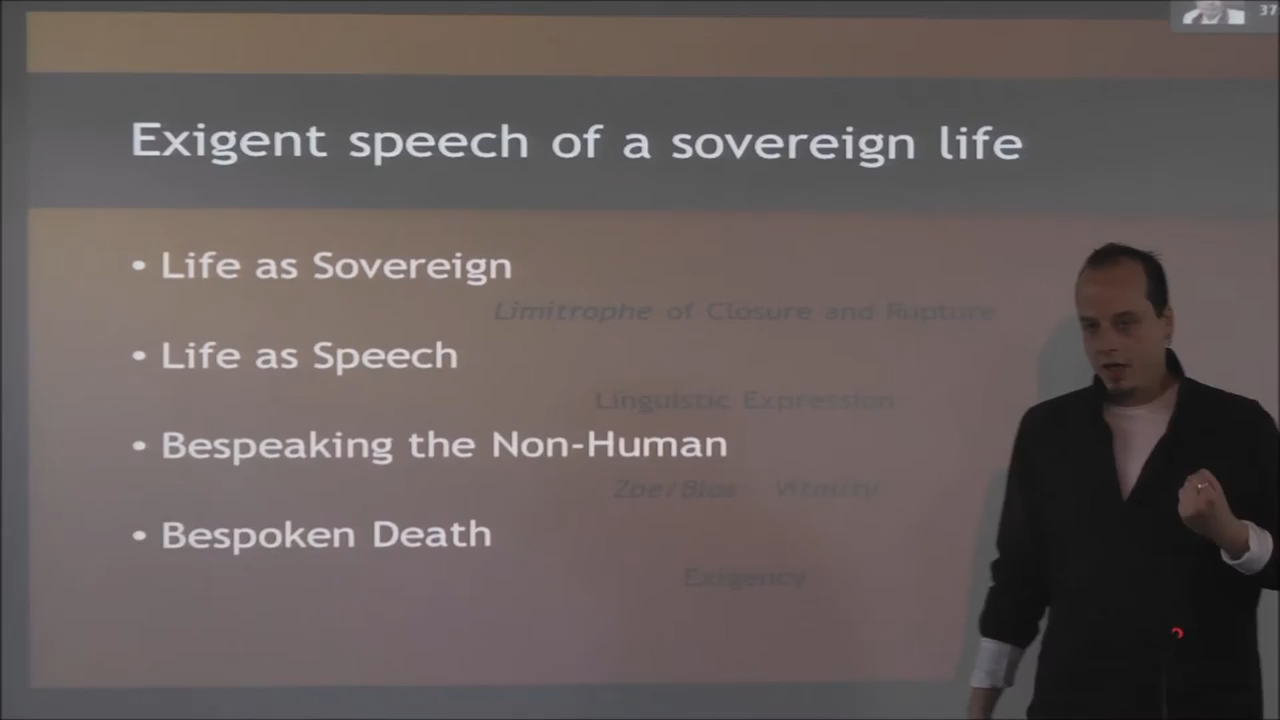 37
Exigent speech of a sovereign life
• Life as Sovereign
Limitrophe of Closure and Rupture
• Life as Speech
Linguistic Expression
• Bespeaking the Non-Human
Zoe/Bios Vitality
• Bespoken Death
Exigency